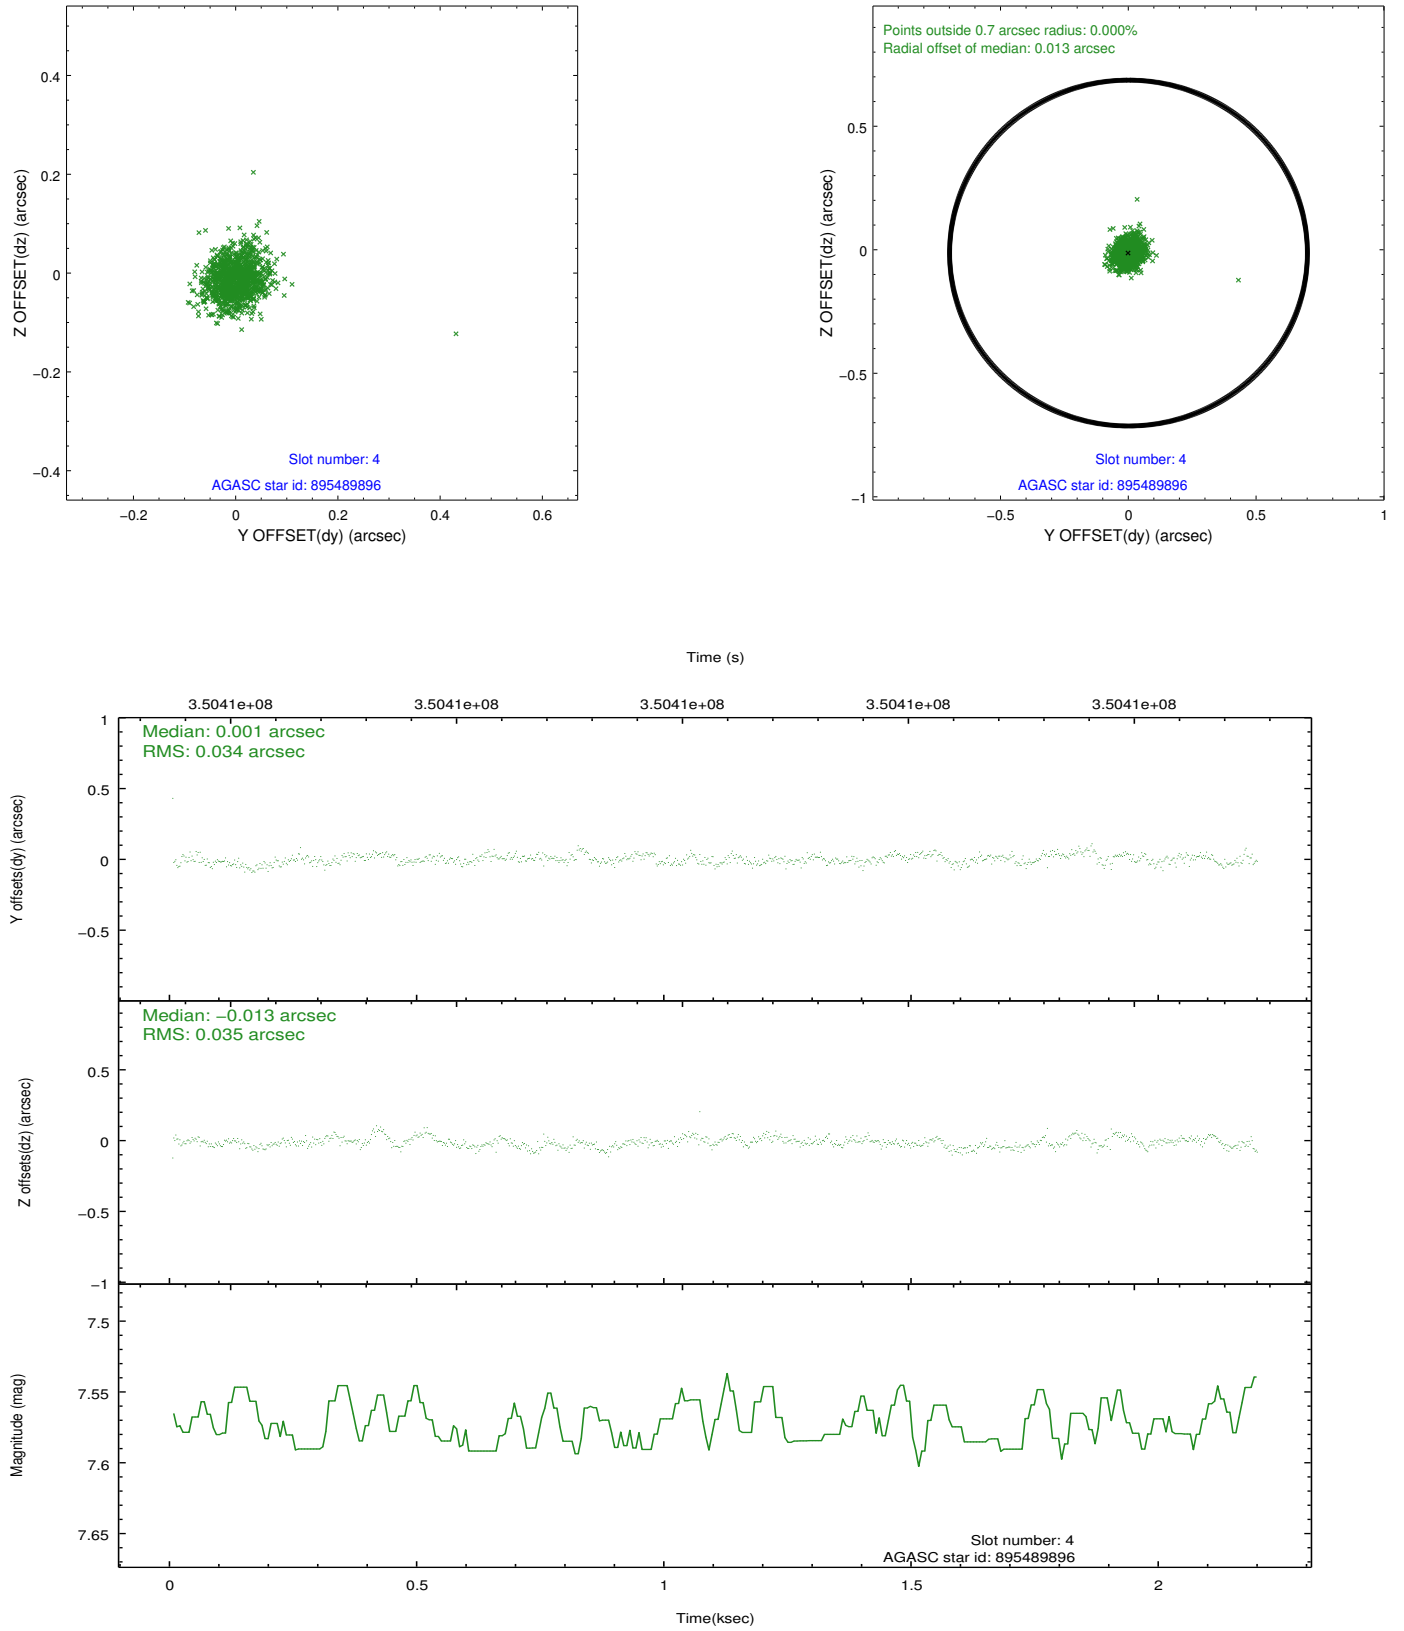 0.4
0.2
0
−0.2
−0.4
Z OFFSET(dz) (arcsec)
Slot number: 4
AGASC star id: 895489896
−0.2
0
0.2
0.4
0.6
Y OFFSET(dy) (arcsec)
Points outside 0.7 arcsec radius: 0.000%
Radial offset of median: 0.013 arcsec
0.5
0
−0.5
−1
Z OFFSET(dz) (arcsec)
Slot number: 4
AGASC star id: 895489896
−0.5
0
0.5
1
Y OFFSET(dy) (arcsec)
Time (s)
3.5041e+08
3.5041e+08
3.5041e+08
3.5041e+08
3.5041e+08
Median: 0.001 arcsec
RMS: 0.034 arcsec
1
0.5
0
−0.5
Y offsets(dy) (arcsec)
Median: −0.013 arcsec
RMS: 0.035 arcsec
0.5
0
−0.5
−1
Z offsets(dz) (arcsec)
7.5
7.55
7.6
7.65
Magnitude (mag)
Slot number: 4
AGASC star id: 895489896
0
0.5
1
1.5
2
Time(ksec)